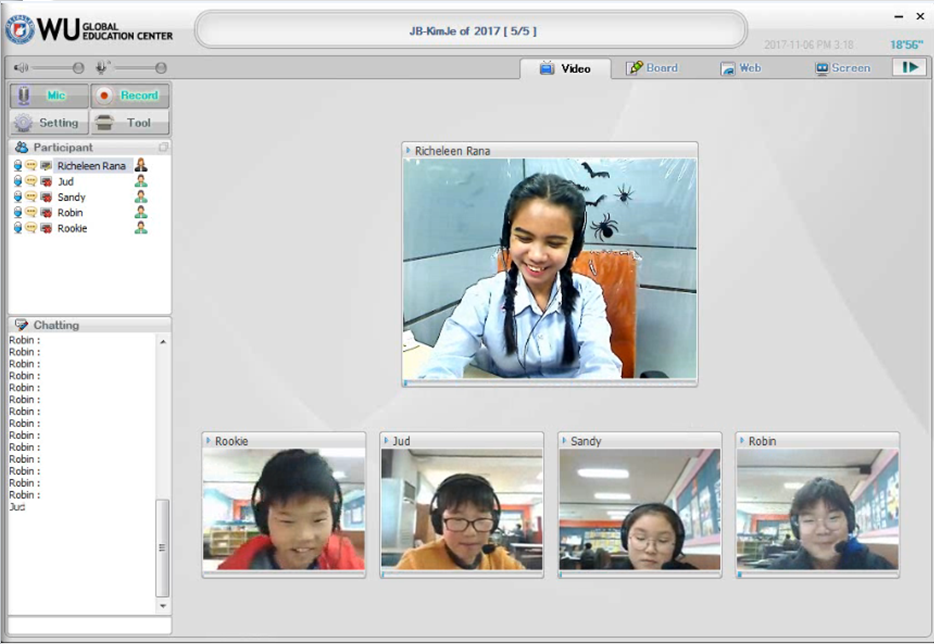 WU GLOBAL
EDUCATION CENTER
JB-KimJe of 2017 [ 5/5 ]
2017-11-06 PM 3:18
18'56"
Video
Board
Web
Screen
Mic
Record
Setting
Tool
Participant
Richeleen Rana
Jud
Sandy
Robin
Rookie
Chatting
Robin :
Robin :
Robin :
Robin :
Robin :
Robin :
Robin :
Robin :
Robin :
Robin :
Robin :
Robin :
Robin :
Robin :
Jud
Richeleen Rana
Rookie
Jud
Sandy
Robin